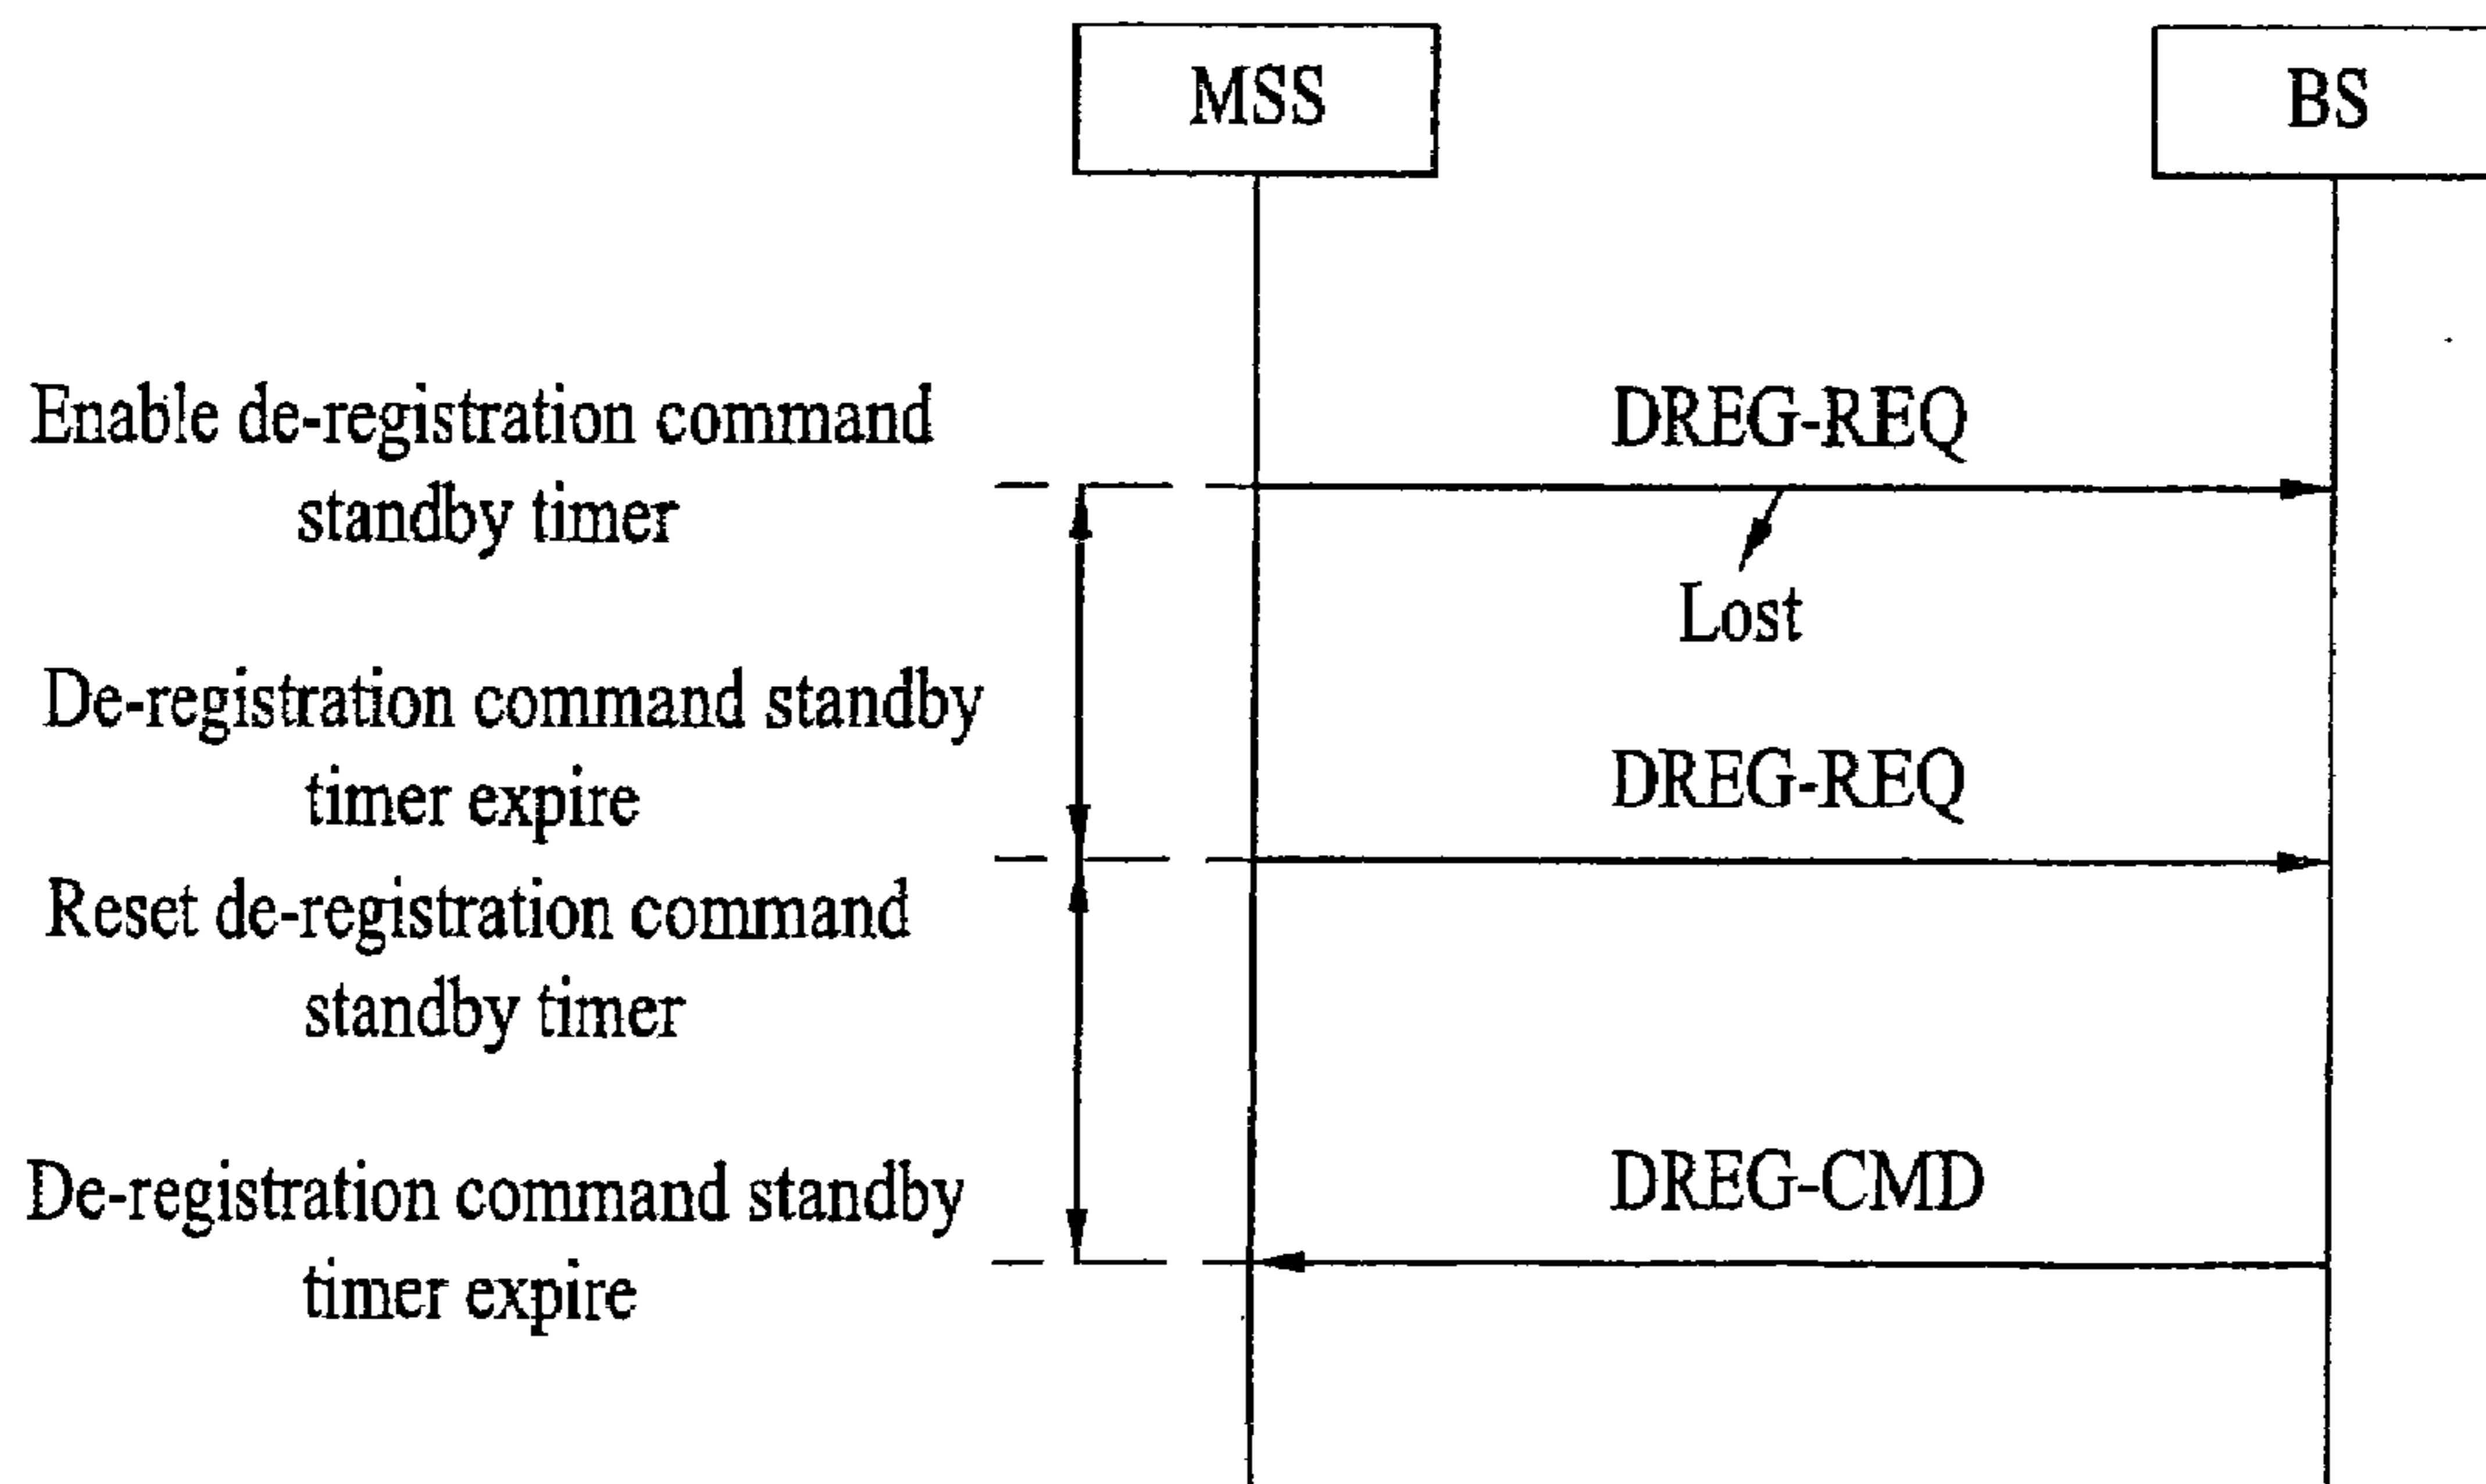 MSS
BS
Enable de-registration command
standby timer
DREG-REQ
Lost
De-registration command standby
timer expire
DREG-REQ
Reset de-registration command
standby timer
De-registration command standby
timer expire
DREG-CMD